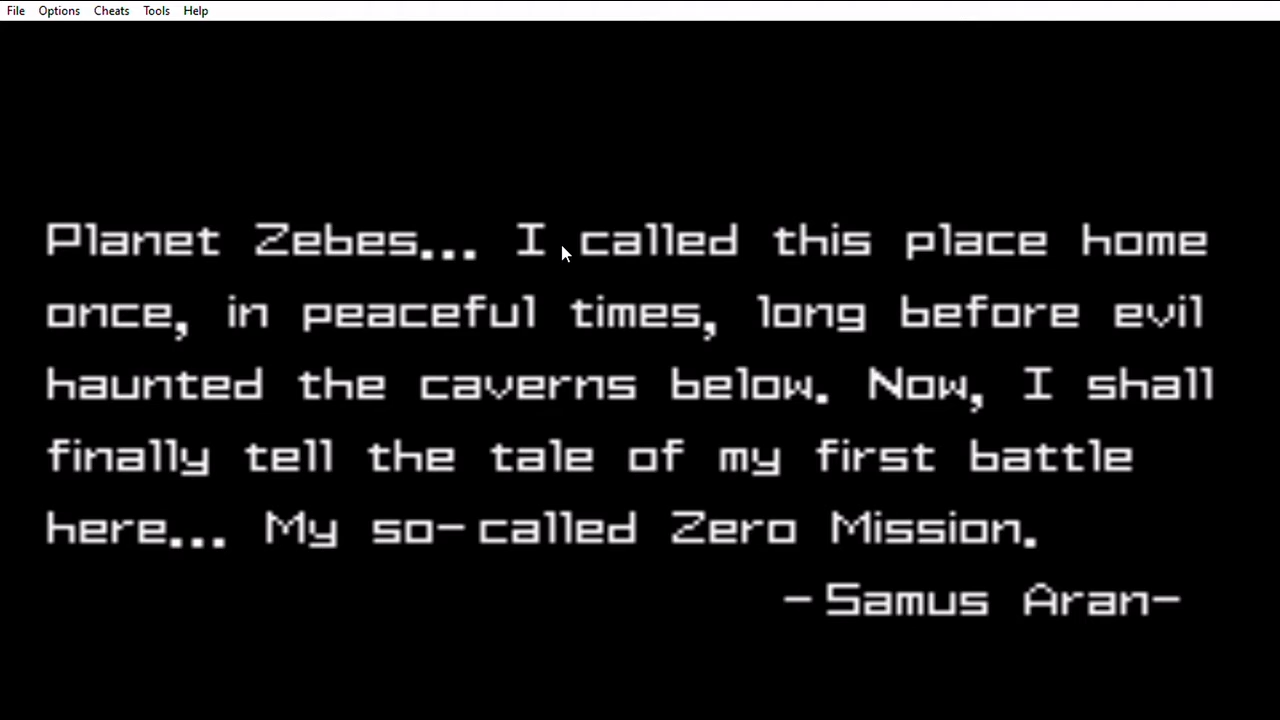 File Options Cheats Tools Help
Planet Zebes... I called this place home
once, in peaceful times, long before evil
haunted the caverns below. Now, I shall
finally tell the tale of my first battle
here... My so-called Zero Mission.
-Samus Aran-